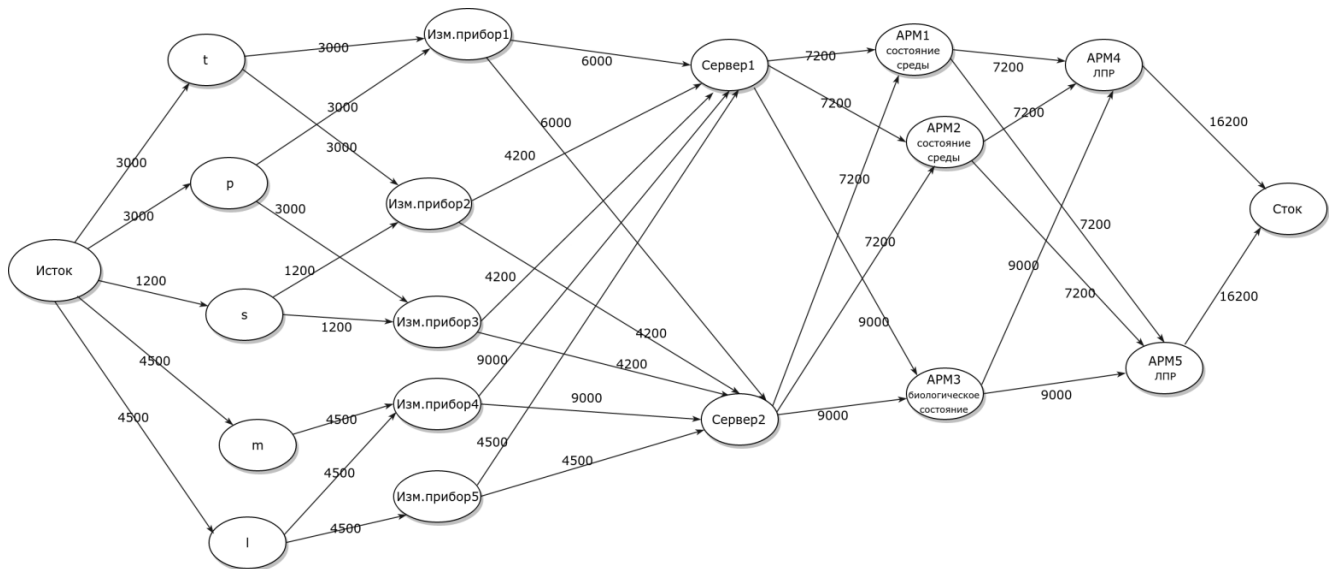 Исток
3000
3000
1200
4500
4500
t
p
s
m
l
3000
3000
3000
3000
1200
1200
4500
4500
4500
Изм.прибор1
Изм.прибор2
Изм.прибор3
Изм.прибор4
Изм.прибор5
6000
6000
4200
4200
4200
4200
9000
9000
4500
4500
Сервер1
Сервер2
7200
7200
9000
7200
7200
9000
АРМ1
состояние
среды
АРМ2
состояние
среды
АРМ3
биологическое
состояние
7200
7200
7200
7200
9000
9000
АРМ4
ЛПР
АРМ5
ЛПР
16200
16200
Сток